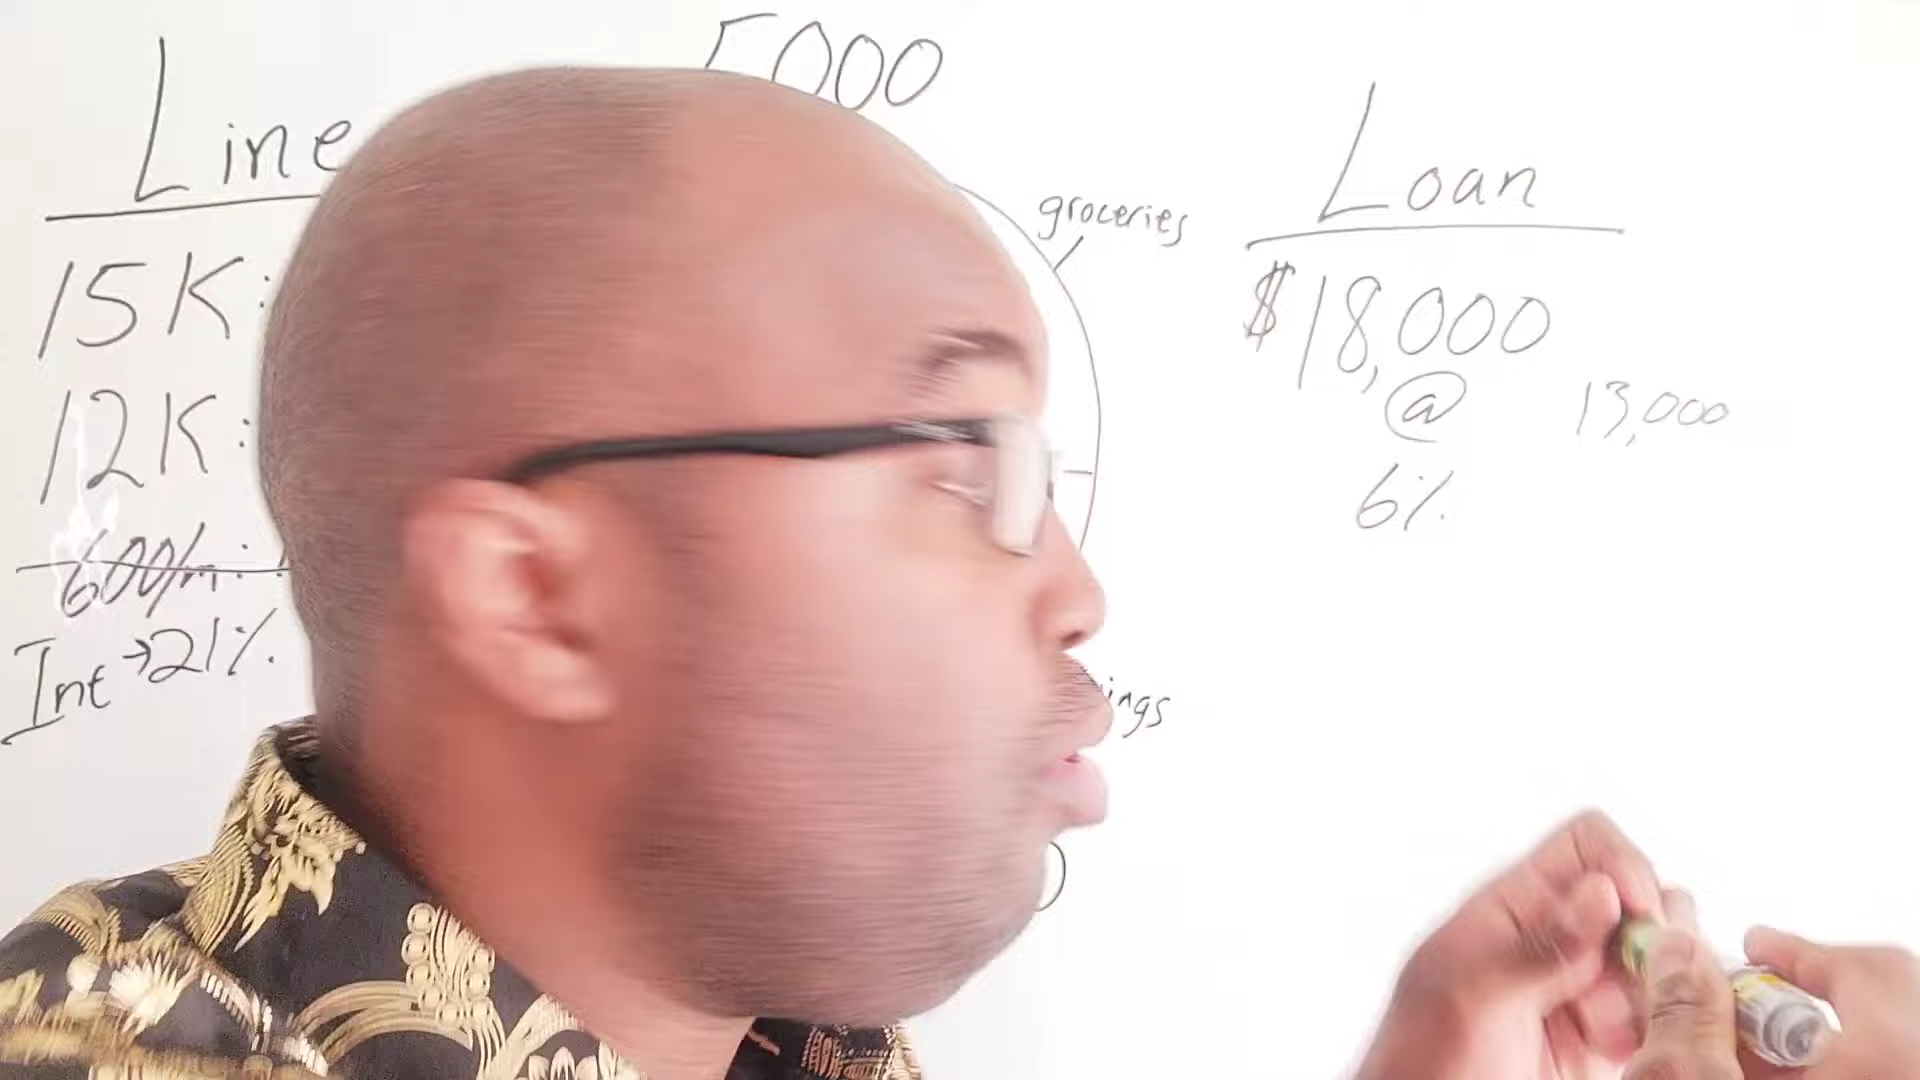 Line
15K:
12K:
600/m:
Int → 21%
5000
groceries
Loan
$18,000
@
6%
13,000